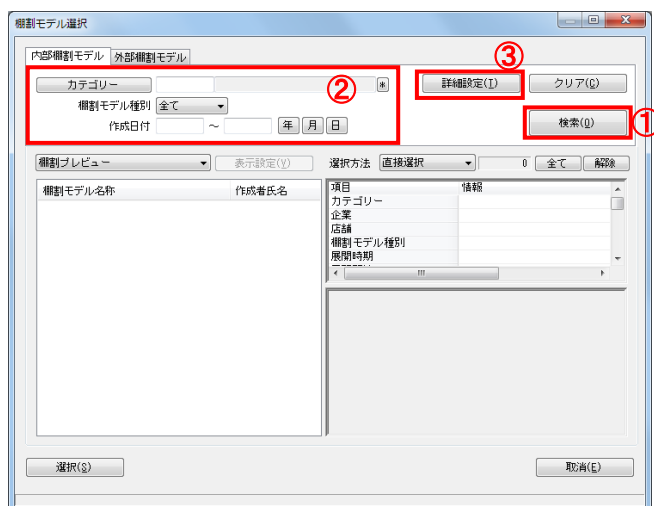 棚割モデル選択
内部棚割モデル 外部棚割モデル
③
カテゴリー * ② 詳細設定(I) クリア(C)
棚割モデル種別 全て
作成日付 ～ 年 月 日 検索(Q) ①
棚割プレビュー 表示設定(V) 選択方法 直接選択 0 全て 解除
棚割モデル名称 作成者氏名 項目 情報
カテゴリー
企業
店舗
棚割モデル種別
展開時期
選択(S) 取消(E)